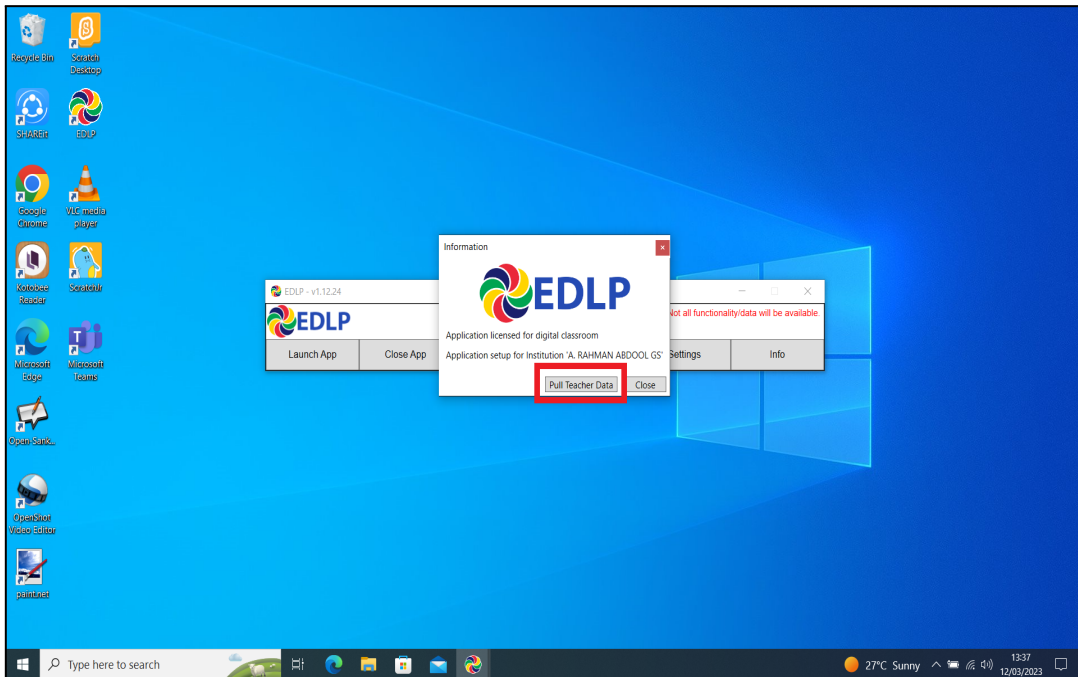 Recycle Bin
Scratch Desktop
SHAREit
EDLP
Google Chrome
VLC media player
Kotobee Reader
ScratchJr
Microsoft Edge
Microsoft Teams
Open-Sank...
OpenShot Video Editor
paint.net
EDLP - v1.12.24
EDLP
Not all functionality/data will be available.
Launch App
Close App
Settings
Info
Information
EDLP
Application licensed for digital classroom
Application setup for Institution 'A. RAHMAN ABDOOL GS'
Pull Teacher Data
Close
Type here to search
27°C Sunny
13:37
12/03/2023